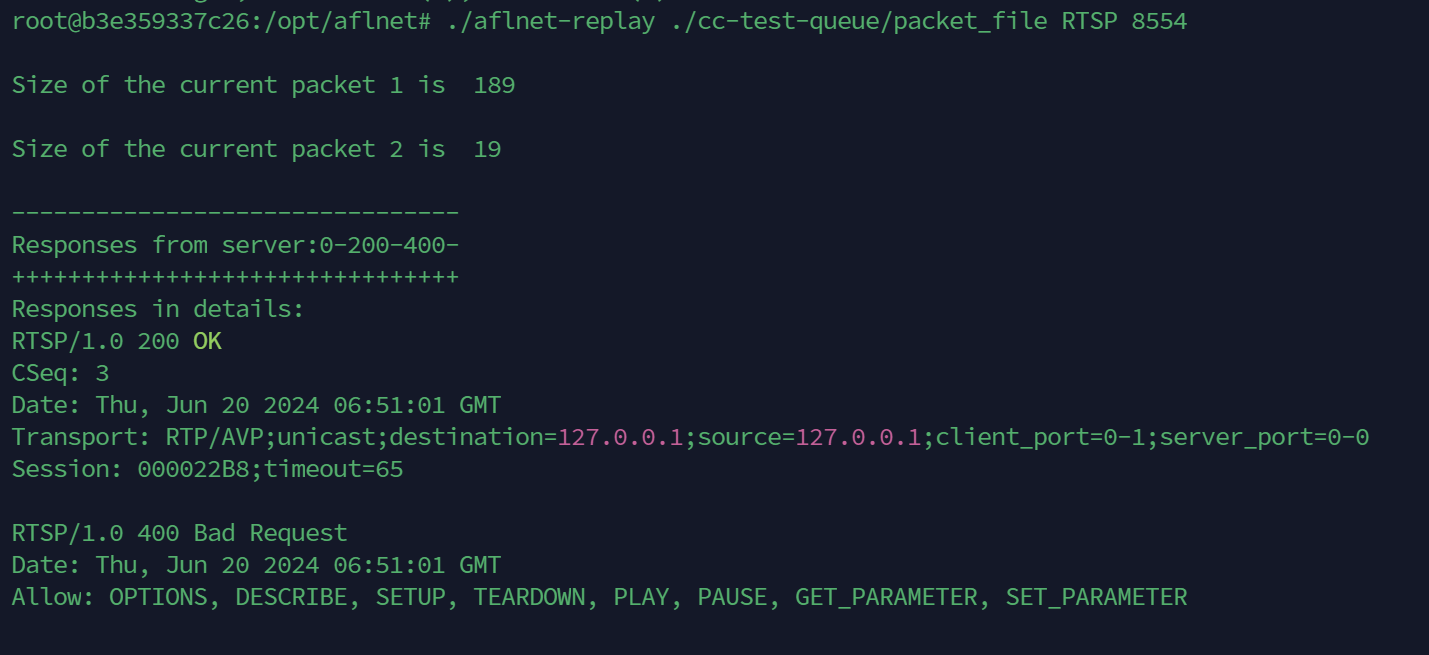 root@b3e359337c26:/opt/aflnet# ./aflnet-replay ./cc-test-queue/packet_file RTSP 8554
Size of the current packet 1 is  189
Size of the current packet 2 is  19
--------------------------------
Responses from server:0-200-400-
++++++++++++++++++++++++++++++++
Responses in details:
RTSP/1.0 200 OK
CSeq: 3
Date: Thu, Jun 20 2024 06:51:01 GMT
Transport: RTP/AVP;unicast;destination=127.0.0.1;source=127.0.0.1;client_port=0-1;server_port=0-0
Session: 000022B8;timeout=65
RTSP/1.0 400 Bad Request
Date: Thu, Jun 20 2024 06:51:01 GMT
Allow: OPTIONS, DESCRIBE, SETUP, TEARDOWN, PLAY, PAUSE, GET_PARAMETER, SET_PARAMETER